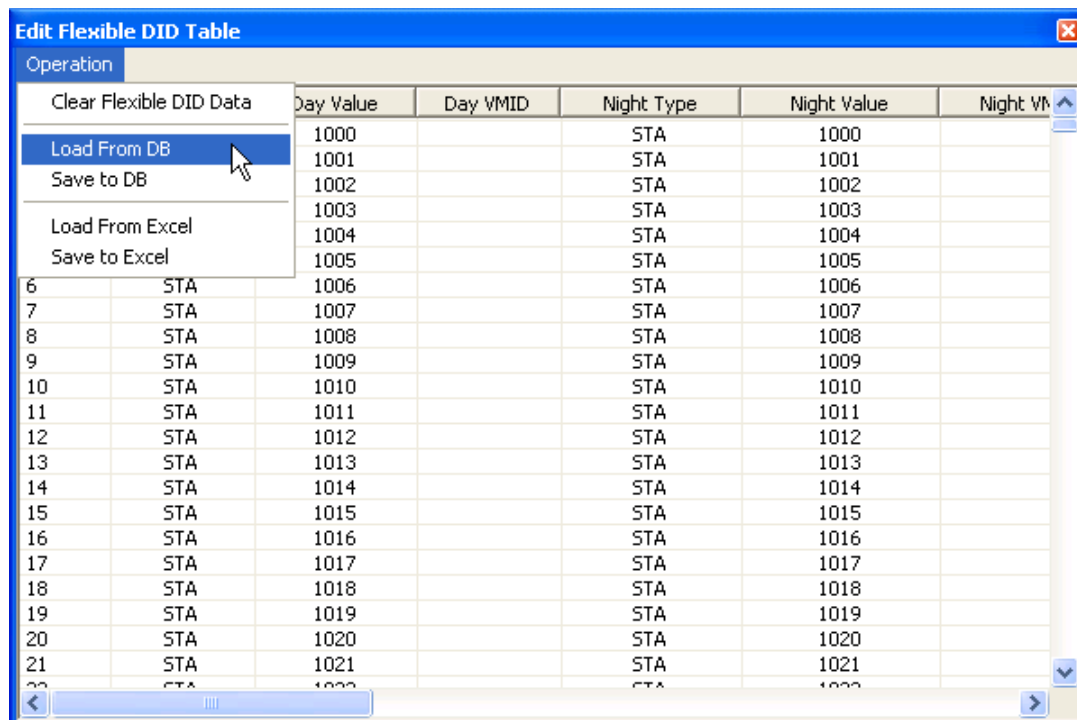 Edit Flexible DID Table
Operation
Clear Flexible DID Data
Load From DB
Save to DB
Load From Excel
Save to Excel
Day Value Day VMID Night Type Night Value Night VM
1000 STA 1000
1001 STA 1001
1002 STA 1002
1003 STA 1003
1004 STA 1004
1005 STA 1005
6 STA 1006 STA 1006
7 STA 1007 STA 1007
8 STA 1008 STA 1008
9 STA 1009 STA 1009
10 STA 1010 STA 1010
11 STA 1011 STA 1011
12 STA 1012 STA 1012
13 STA 1013 STA 1013
14 STA 1014 STA 1014
15 STA 1015 STA 1015
16 STA 1016 STA 1016
17 STA 1017 STA 1017
18 STA 1018 STA 1018
19 STA 1019 STA 1019
20 STA 1020 STA 1020
21 STA 1021 STA 1021